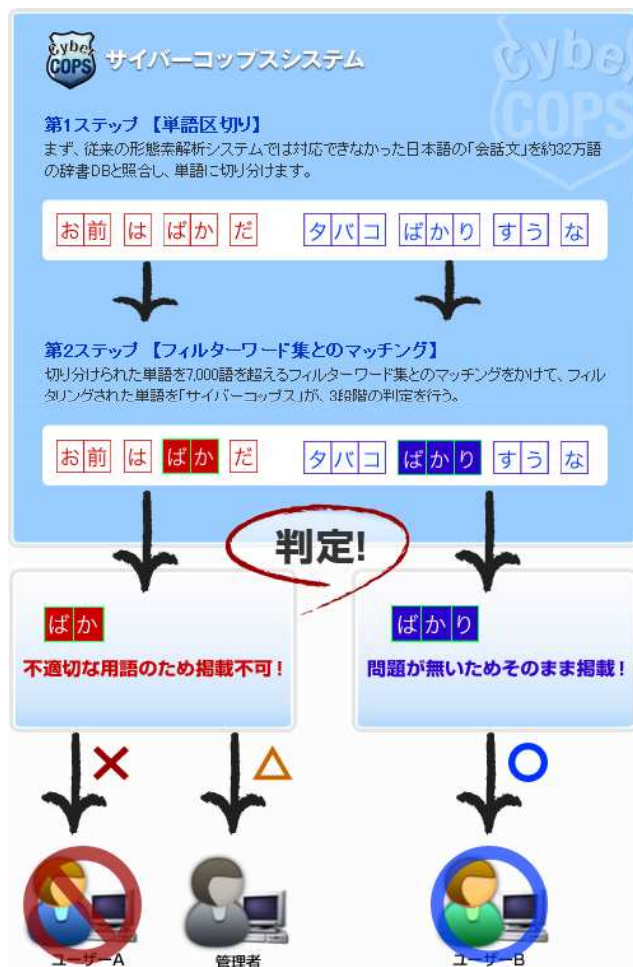 Cyber COPS サイバーコップスシステム
Cyber COPS
第1ステップ【単語区切り】
まず、従来の形態素解析システムでは対応できなかった日本語の「会話文」を約32万語
の辞書DBと照合し、単語に切り分けます。
お前 は ばか だ タバコ ばかり すう な
第2ステップ【フィルターワード集とのマッチング】
切り分けられた単語を7,000語を超えるフィルターワード集とのマッチングをかけて、フィル
タリングされた単語を「サイバーコップス」が、3段階の判定を行う。
お前 は ばか だ タバコ ばかり すう な
判定!
ばか ばかり
不適切な用語のため掲載不可! 問題が無いためそのまま掲載!
ユーザーA 管理者 ユーザーB